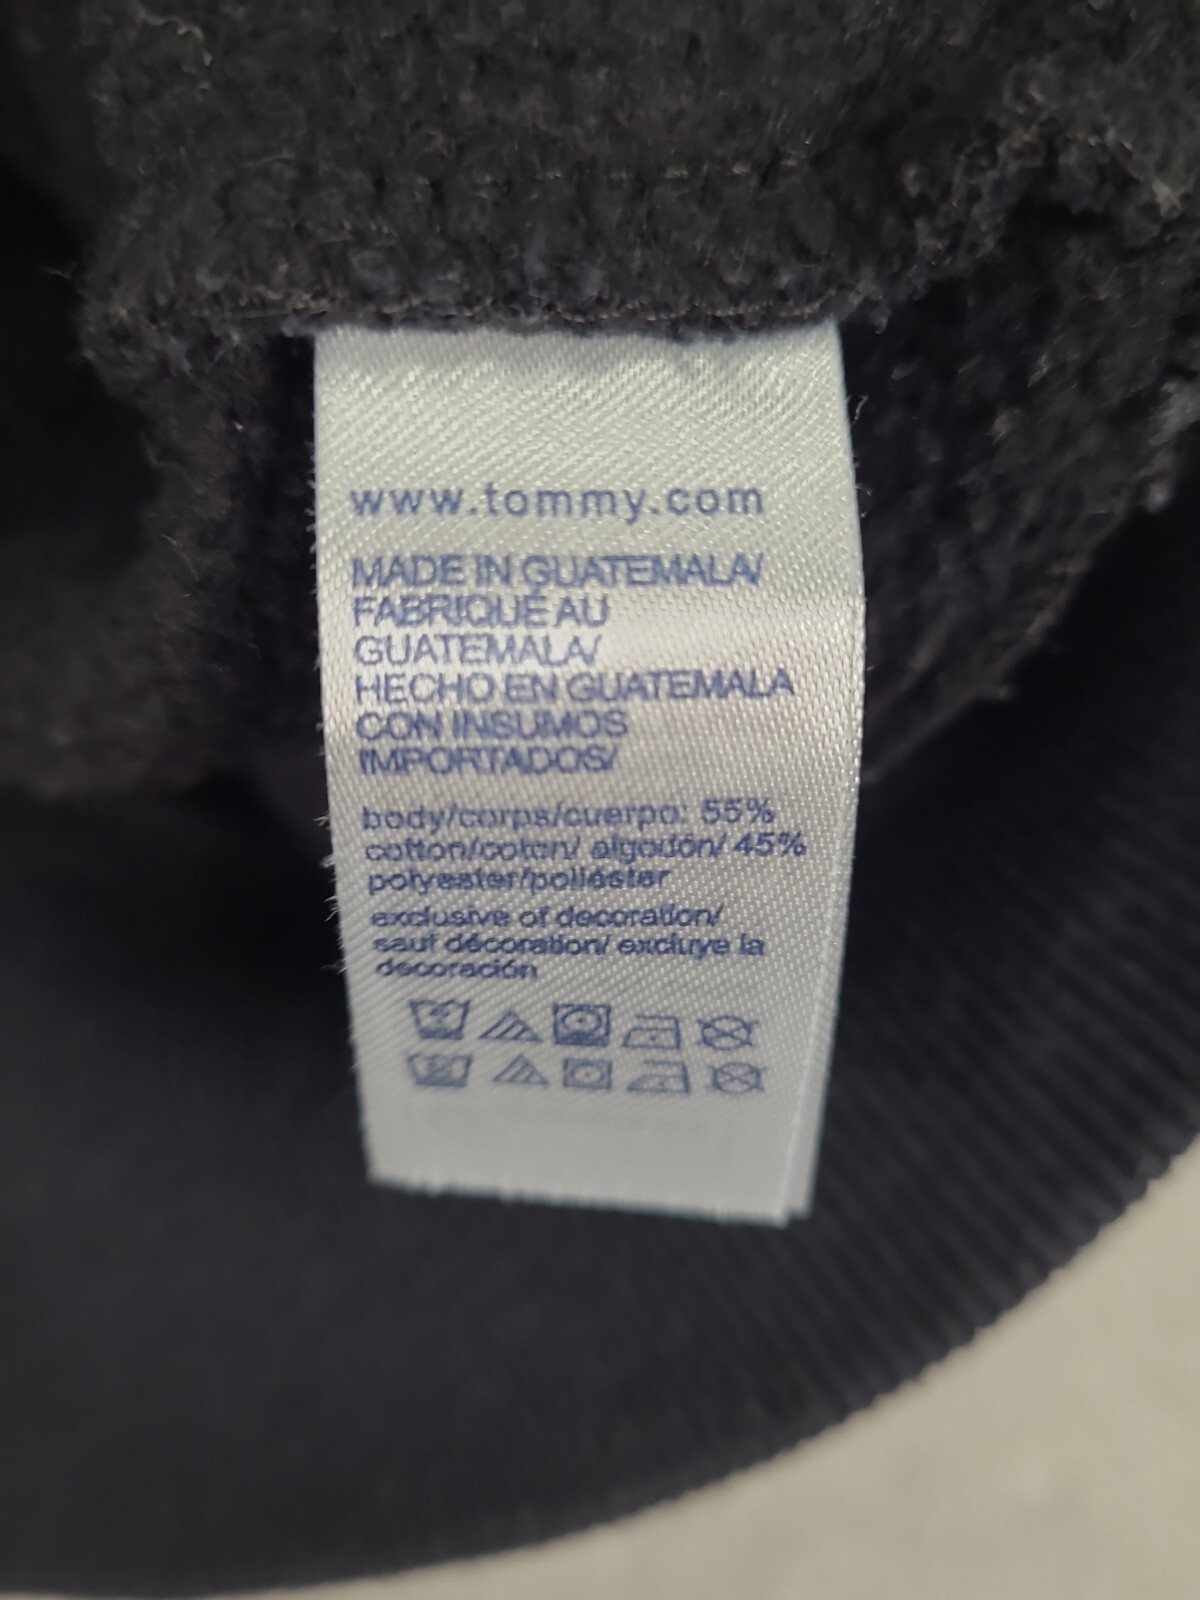 www.tommy.com
MADE IN GUATEMALA/
FABRIQUÉ AU
GUATEMALA/
HECHO EN GUATEMALA
CON INSUMOS
IMPORTADOS/
body/corps/cuerpo: 55%
cotton/coton/ algodón/ 45%
polyester/poliéster
exclusive of decoration/
sauf décoration/ excluye la
decoración